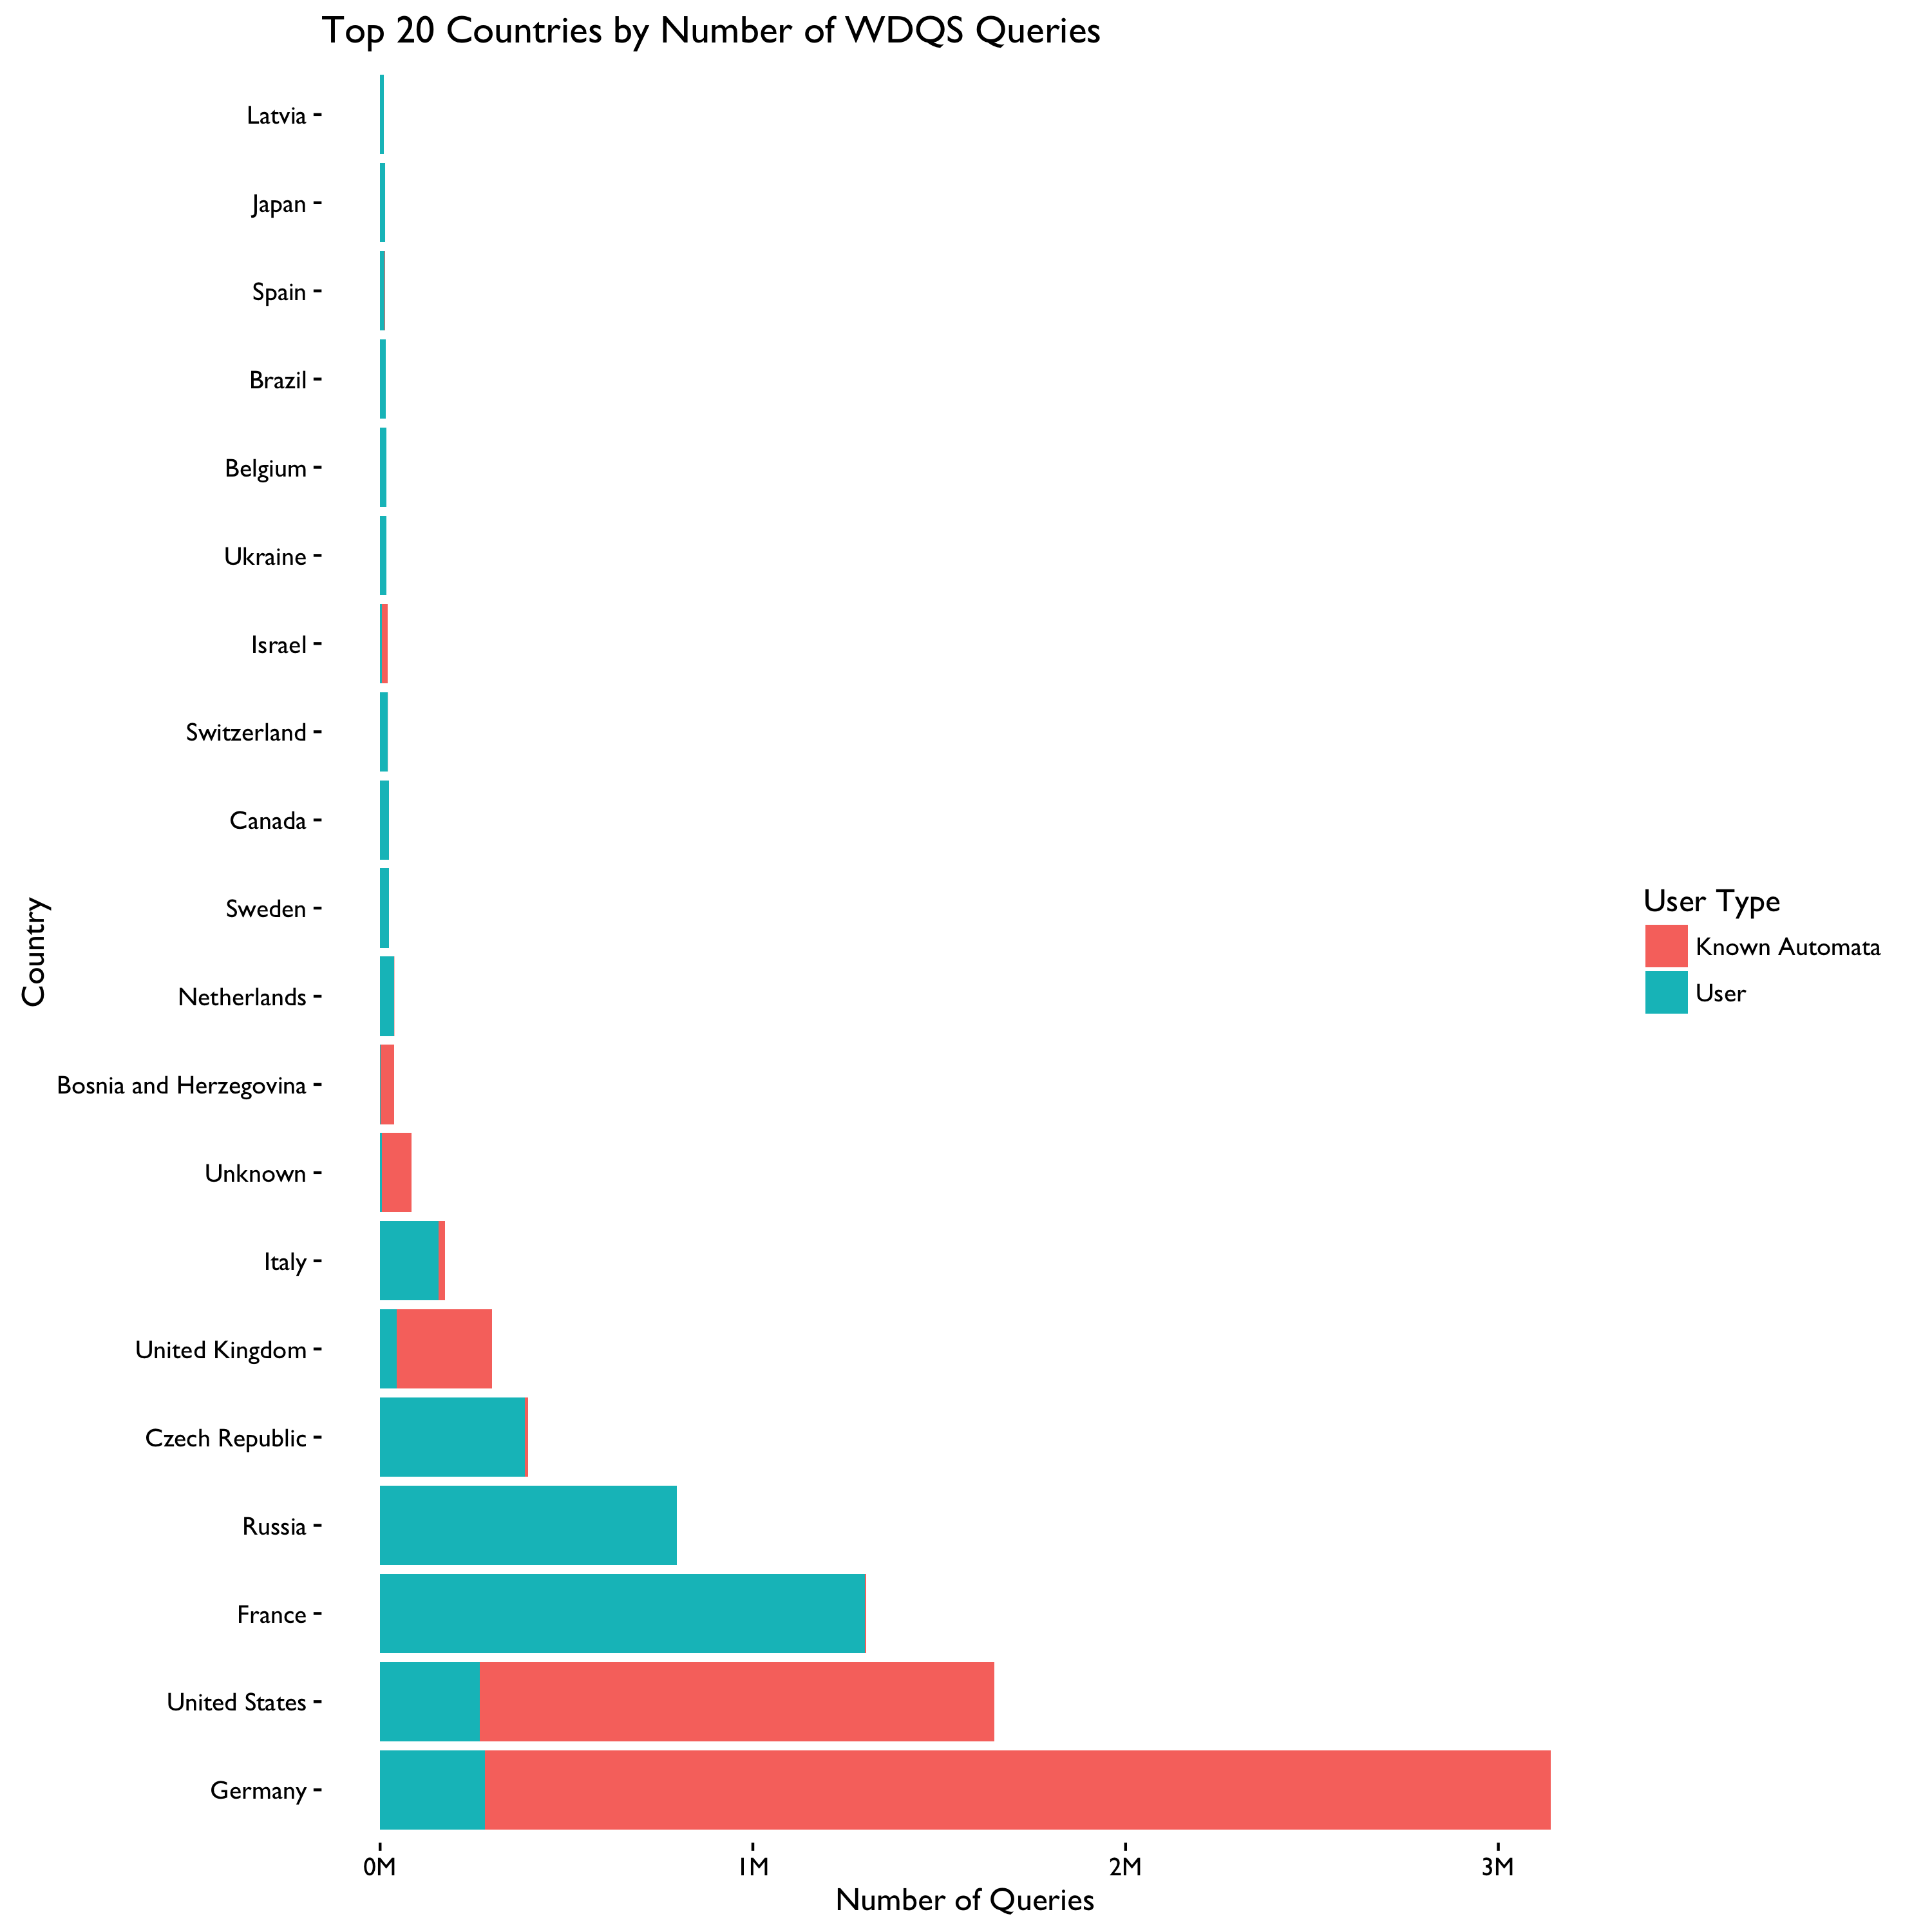 Top 20 Countries by Number of WDQS Queries
Latvia
Japan
Spain
Brazil
Belgium
Ukraine
Israel
Switzerland
Canada
Sweden
Netherlands
Bosnia and Herzegovina
Unknown
Italy
United Kingdom
Czech Republic
Russia
France
United States
Germany
Country
0M 1M 2M 3M
Number of Queries
User Type
Known Automata
User